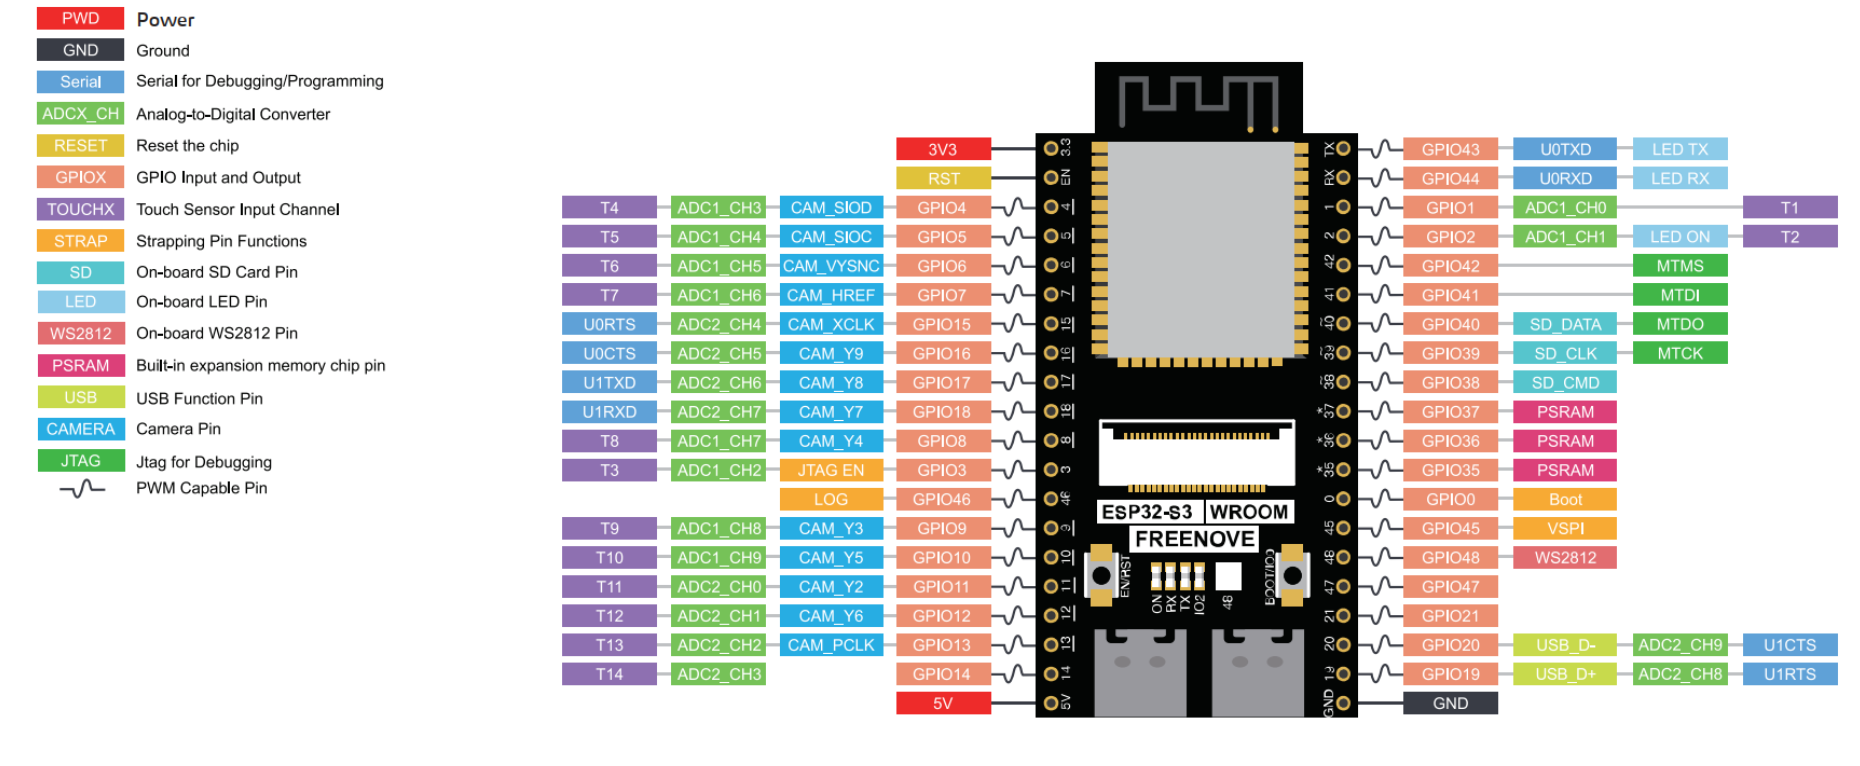 PWD Power
GND Ground
Serial Serial for Debugging/Programming
ADCX_CH Analog-to-Digital Converter
RESET Reset the chip
GPIOX GPIO Input and Output
TOUCHX Touch Sensor Input Channel
STRAP Strapping Pin Functions
SD On-board SD Card Pin
LED On-board LED Pin
WS2812 On-board WS2812 Pin
PSRAM Built-in expansion memory chip pin
USB USB Function Pin
CAMERA Camera Pin
JTAG Jtag for Debugging
PWM Capable Pin
3V3 3.3 TX GPIO43 U0TXD LED TX
RST EN RX GPIO44 U0RXD LED RX
T4 ADC1_CH3 CAM_SIOD GPIO4 4 1 GPIO1 ADC1_CH0 T1
T5 ADC1_CH4 CAM_SIOC GPIO5 5 2 GPIO2 ADC1_CH1 LED ON T2
T6 ADC1_CH5 CAM_VYSNC GPIO6 6 42 GPIO42 MTMS
T7 ADC1_CH6 CAM_HREF GPIO7 7 41 GPIO41 MTDI
U0RTS ADC2_CH4 CAM_XCLK GPIO15 15 40 GPIO40 SD_DATA MTDO
U0CTS ADC2_CH5 CAM_Y9 GPIO16 16 39 GPIO39 SD_CLK MTCK
U1TXD ADC2_CH6 CAM_Y8 GPIO17 17 38 GPIO38 SD_CMD
U1RXD ADC2_CH7 CAM_Y7 GPIO18 18 *37 GPIO37 PSRAM
T8 ADC1_CH7 CAM_Y4 GPIO8 8 *36 GPIO36 PSRAM
T3 ADC1_CH2 JTAG EN GPIO3 3 *35 GPIO35 PSRAM
LOG GPIO46 46 0 GPIO0 Boot
ESP32-S3 WROOM
T9 ADC1_CH8 CAM_Y3 GPIO9 9 45 GPIO45 VSPI
FREENOVE
T10 ADC1_CH9 CAM_Y5 GPIO10 10 48 GPIO48 WS2812
T11 ADC2_CH0 CAM_Y2 GPIO11 11 47 GPIO47
EN/RST ON RX TX IO2 48 BOOT/IO0
T12 ADC2_CH1 CAM_Y6 GPIO12 12 21 GPIO21
T13 ADC2_CH2 CAM_PCLK GPIO13 13 20 GPIO20 USB_D- ADC2_CH9 U1CTS
T14 ADC2_CH3 GPIO14 14 19 GPIO19 USB_D+ ADC2_CH8 U1RTS
5V 5V GND GND